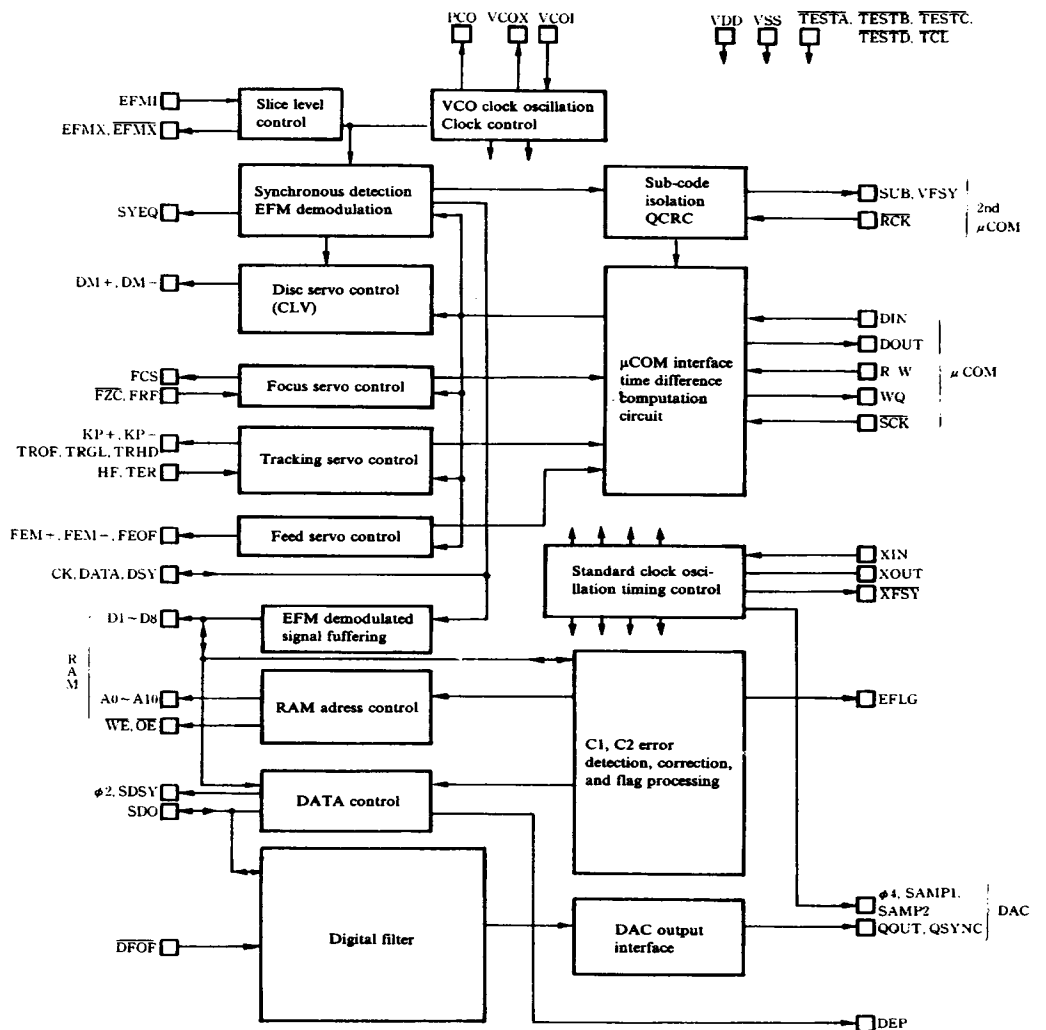 PCO VCOX VCOI
VDD VSS TESTA, TESTB, TESTC,
TESTD, TCL
EFMI
EFMX, EFMX
Slice level
control
VCO clock oscillation
Clock control
Synchronous detection
EFM demodulation
SYEQ
Sub-code
isolation
QCRC
SUB, VFSY
RCK
2nd
μCOM
DM+, DM−
Disc servo control
(CLV)
FCS
FZC, FRF
Focus servo control
μCOM interface
time difference
computation
circuit
DIN
DOUT
R W
WQ
SCK
μCOM
KP+, KP−
TROF, TRGL, TRHD
HF, TER
Tracking servo control
FEM+, FEM−, FEOF
Feed servo control
CK, DATA, DSY
Standard clock osci-
llation timing control
XIN
XOUT
XFSY
D1~D8
EFM demodulated
signal fuffering
RAM
A0~A10
WE, OE
RAM adress control
C1, C2 error
detection, correction,
and flag processing
EFLG
φ2, SDSY
SDO
DATA control
Digital filter
DFOF
DAC output
interface
φ4, SAMP1,
SAMP2
QOUT, QSYNC
DAC
DEP